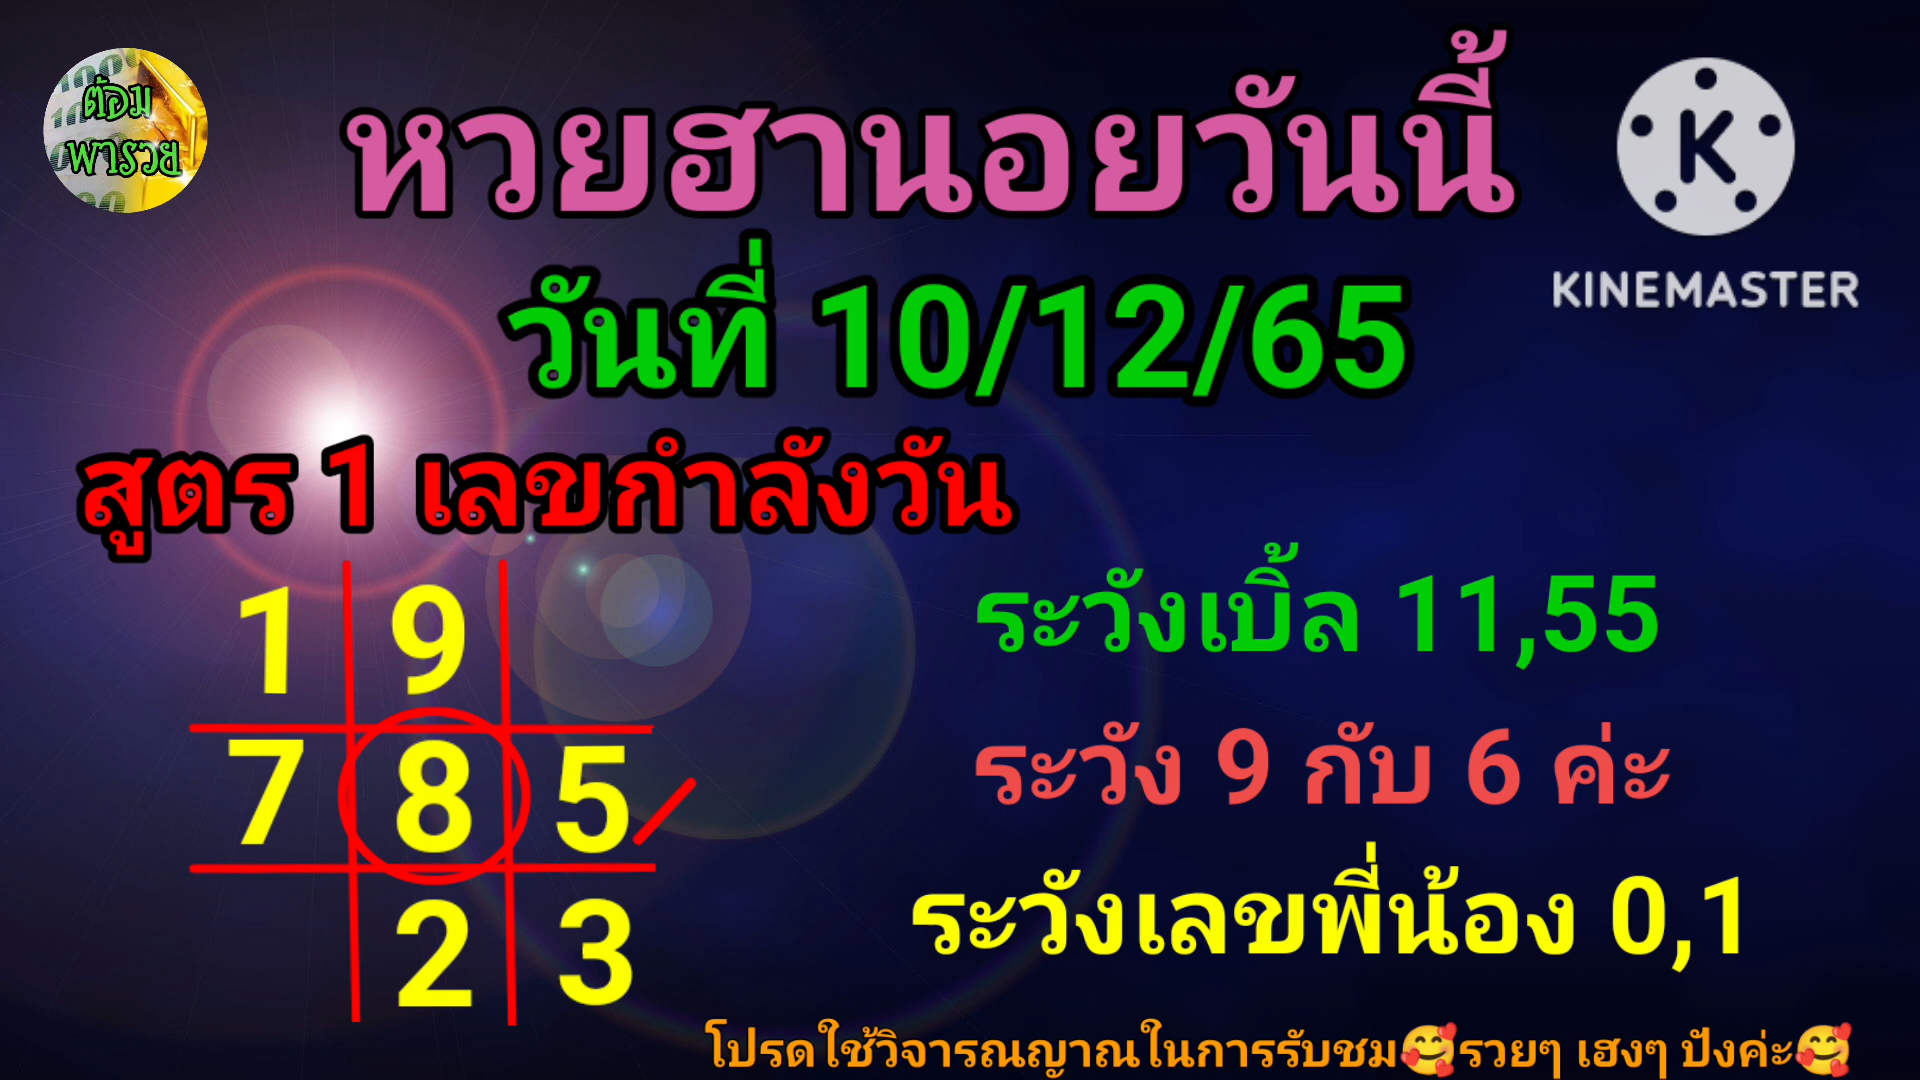 ต้อม
พารวย
หวยฮานอยวันนี้
KINEMASTER
วันที่ 10/12/65
สูตร 1 เลขกำลังวัน
1 9
7 8 5
2 3
ระวังเบิ้ล 11,55
ระวัง 9 กับ 6 ค่ะ
ระวังเลขพี่น้อง 0,1
โปรดใช้วิจารณญาณในการรับชม🥰รวยๆ เฮงๆ ปังค่ะ🥰